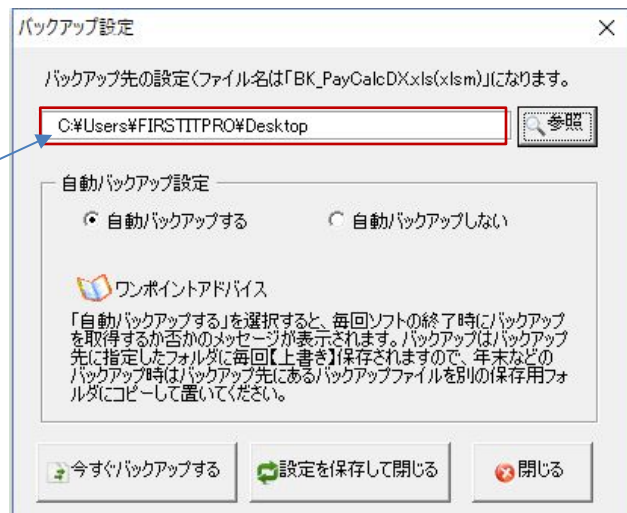 バックアップ設定
バックアップ先の設定(ファイル名は「BK_PayCalcDX.xls(xlsm)」になります。
C:¥Users¥FIRSTITPRO¥Desktop
参照
自動バックアップ設定
自動バックアップする
自動バックアップしない
ワンポイントアドバイス
「自動バックアップする」を選択すると、毎回ソフトの終了時にバックアップ
を取得するか否かのメッセージが表示されます。バックアップはバックアップ
先に指定したフォルダに毎回【上書き】保存されますので、年末などの
バックアップ時はバックアップ先にあるバックアップファイルを別の保存用フォ
ルダにコピーして置いてください。
今すぐバックアップする
設定を保存して閉じる
閉じる